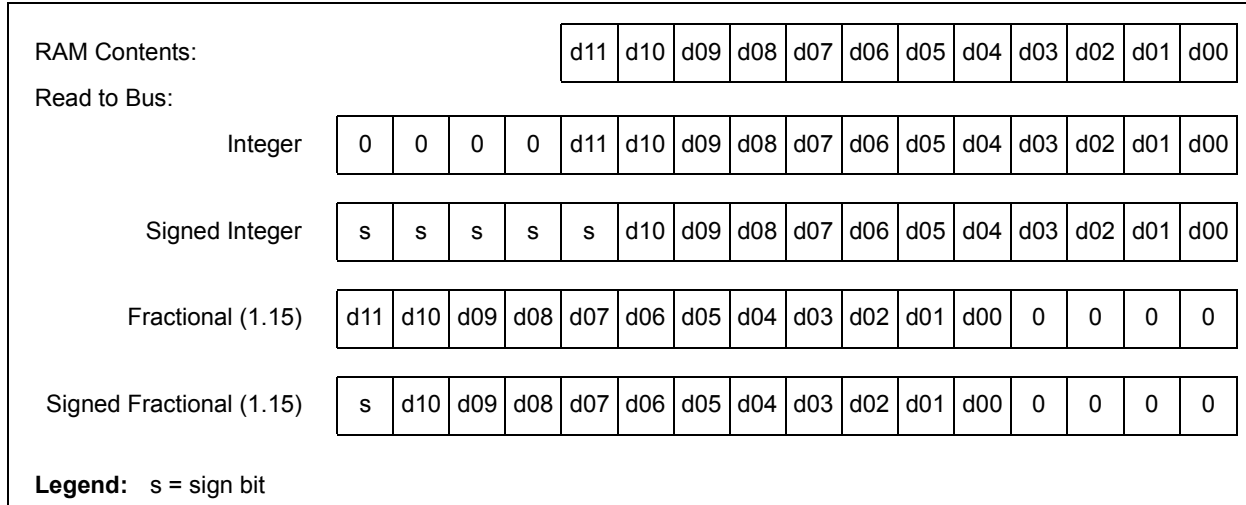 RAM Contents: d11 d10 d09 d08 d07 d06 d05 d04 d03 d02 d01 d00
Read to Bus:
Integer 0 0 0 0 d11 d10 d09 d08 d07 d06 d05 d04 d03 d02 d01 d00
Signed Integer s s s s s d10 d09 d08 d07 d06 d05 d04 d03 d02 d01 d00
Fractional (1.15) d11 d10 d09 d08 d07 d06 d05 d04 d03 d02 d01 d00 0 0 0 0
Signed Fractional (1.15) s d10 d09 d08 d07 d06 d05 d04 d03 d02 d01 d00 0 0 0 0
Legend: s = sign bit